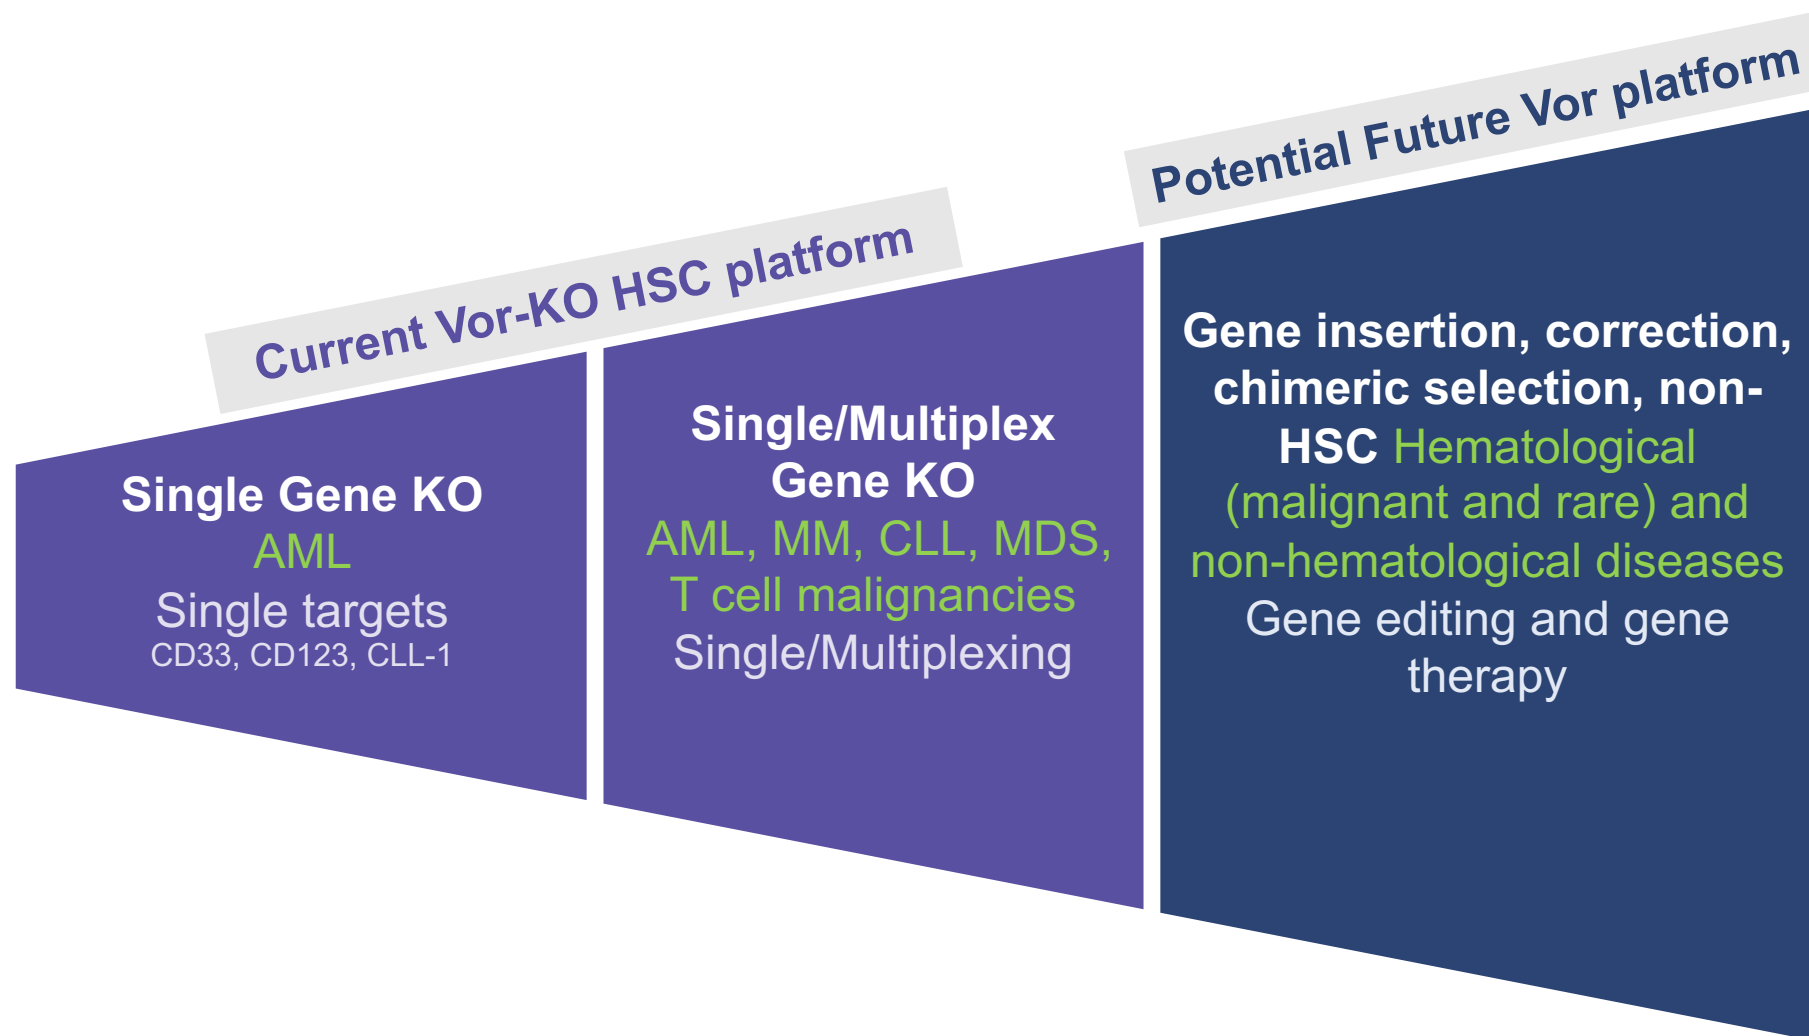 Current Vor-KO HSC platform
Single Gene KO
AML
Single targets
CD33, CD123, CLL-1
Single/Multiplex
Gene KO
AML, MM, CLL, MDS,
T cell malignancies
Single/Multiplexing
Potential Future Vor platform
Gene insertion, correction,
chimeric selection, non-
HSC Hematological
(malignant and rare) and
non-hematological diseases
Gene editing and gene
therapy